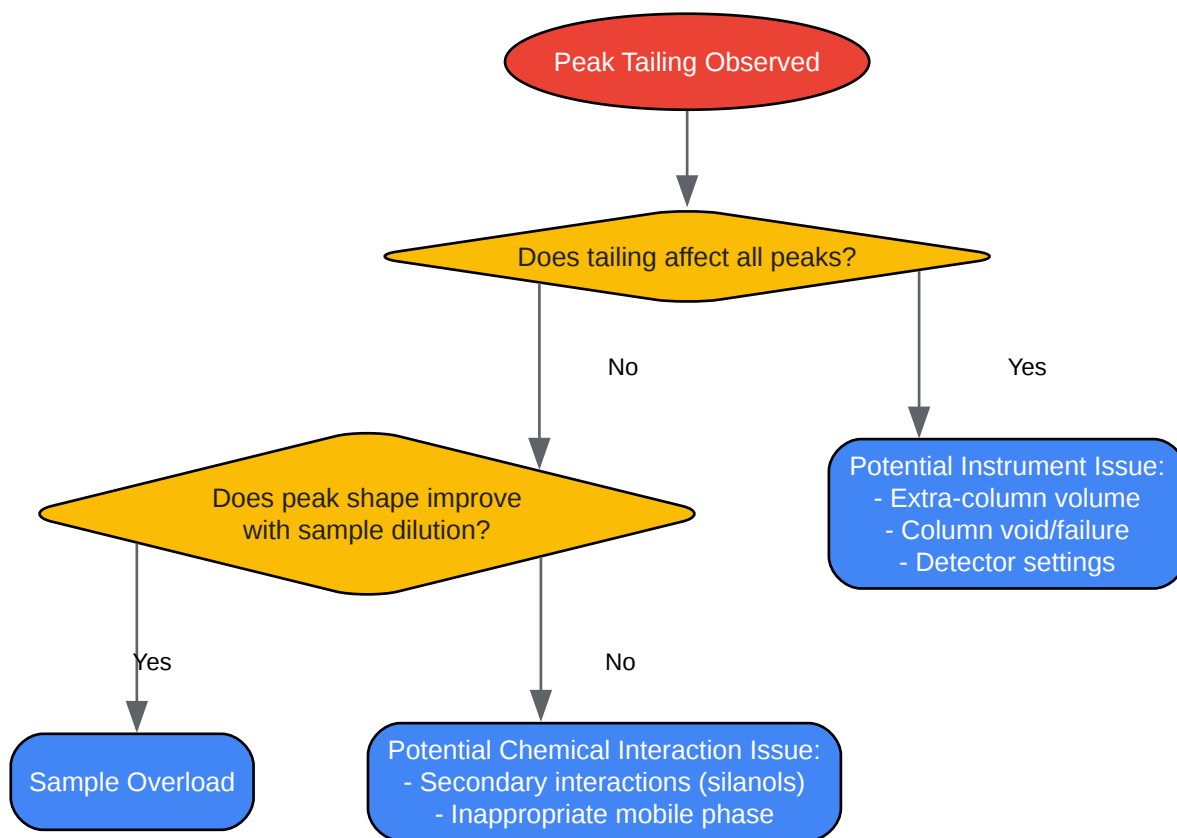 Peak Tailing Observed
Does tailing affect all peaks?
No
Yes
Potential Instrument Issue:
- Extra-column volume
- Column void/failure
- Detector settings
Does peak shape improve
with sample dilution?
Yes
No
Sample Overload
Potential Chemical Interaction Issue:
- Secondary interactions (silanols)
- Inappropriate mobile phase